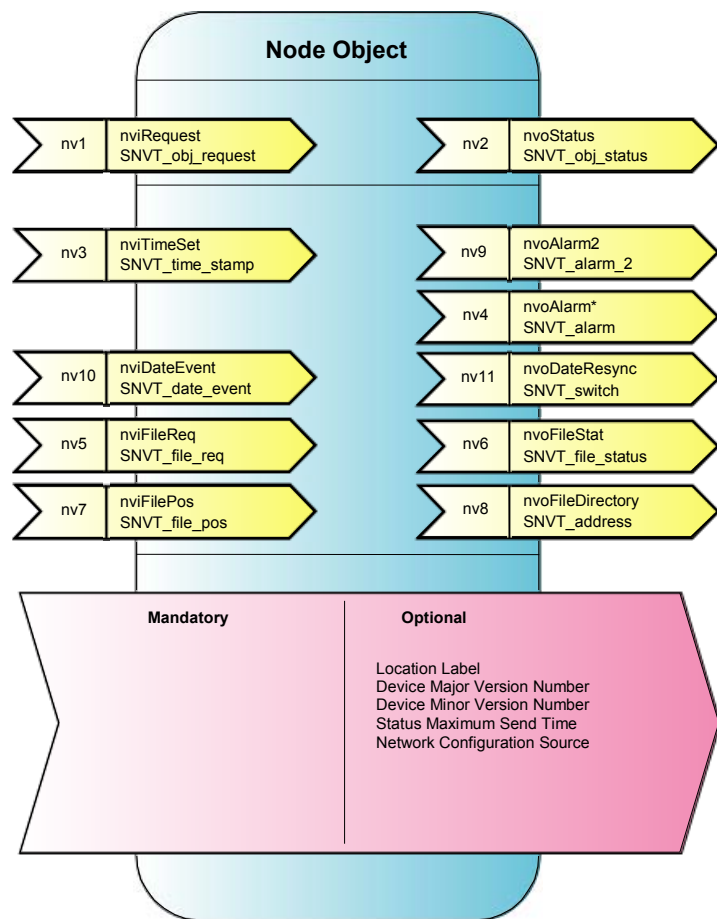 Node Object
nv1
nviRequest
SNVT_obj_request
nv2
nvoStatus
SNVT_obj_status
nv3
nviTimeSet
SNVT_time_stamp
nv9
nvoAlarm2
SNVT_alarm_2
nv4
nvoAlarm*
SNVT_alarm
nv10
nviDateEvent
SNVT_date_event
nv11
nvoDateResync
SNVT_switch
nv5
nviFileReq
SNVT_file_req
nv6
nvoFileStat
SNVT_file_status
nv7
nviFilePos
SNVT_file_pos
nv8
nvoFileDirectory
SNVT_address
Mandatory
Optional
Location Label
Device Major Version Number
Device Minor Version Number
Status Maximum Send Time
Network Configuration Source